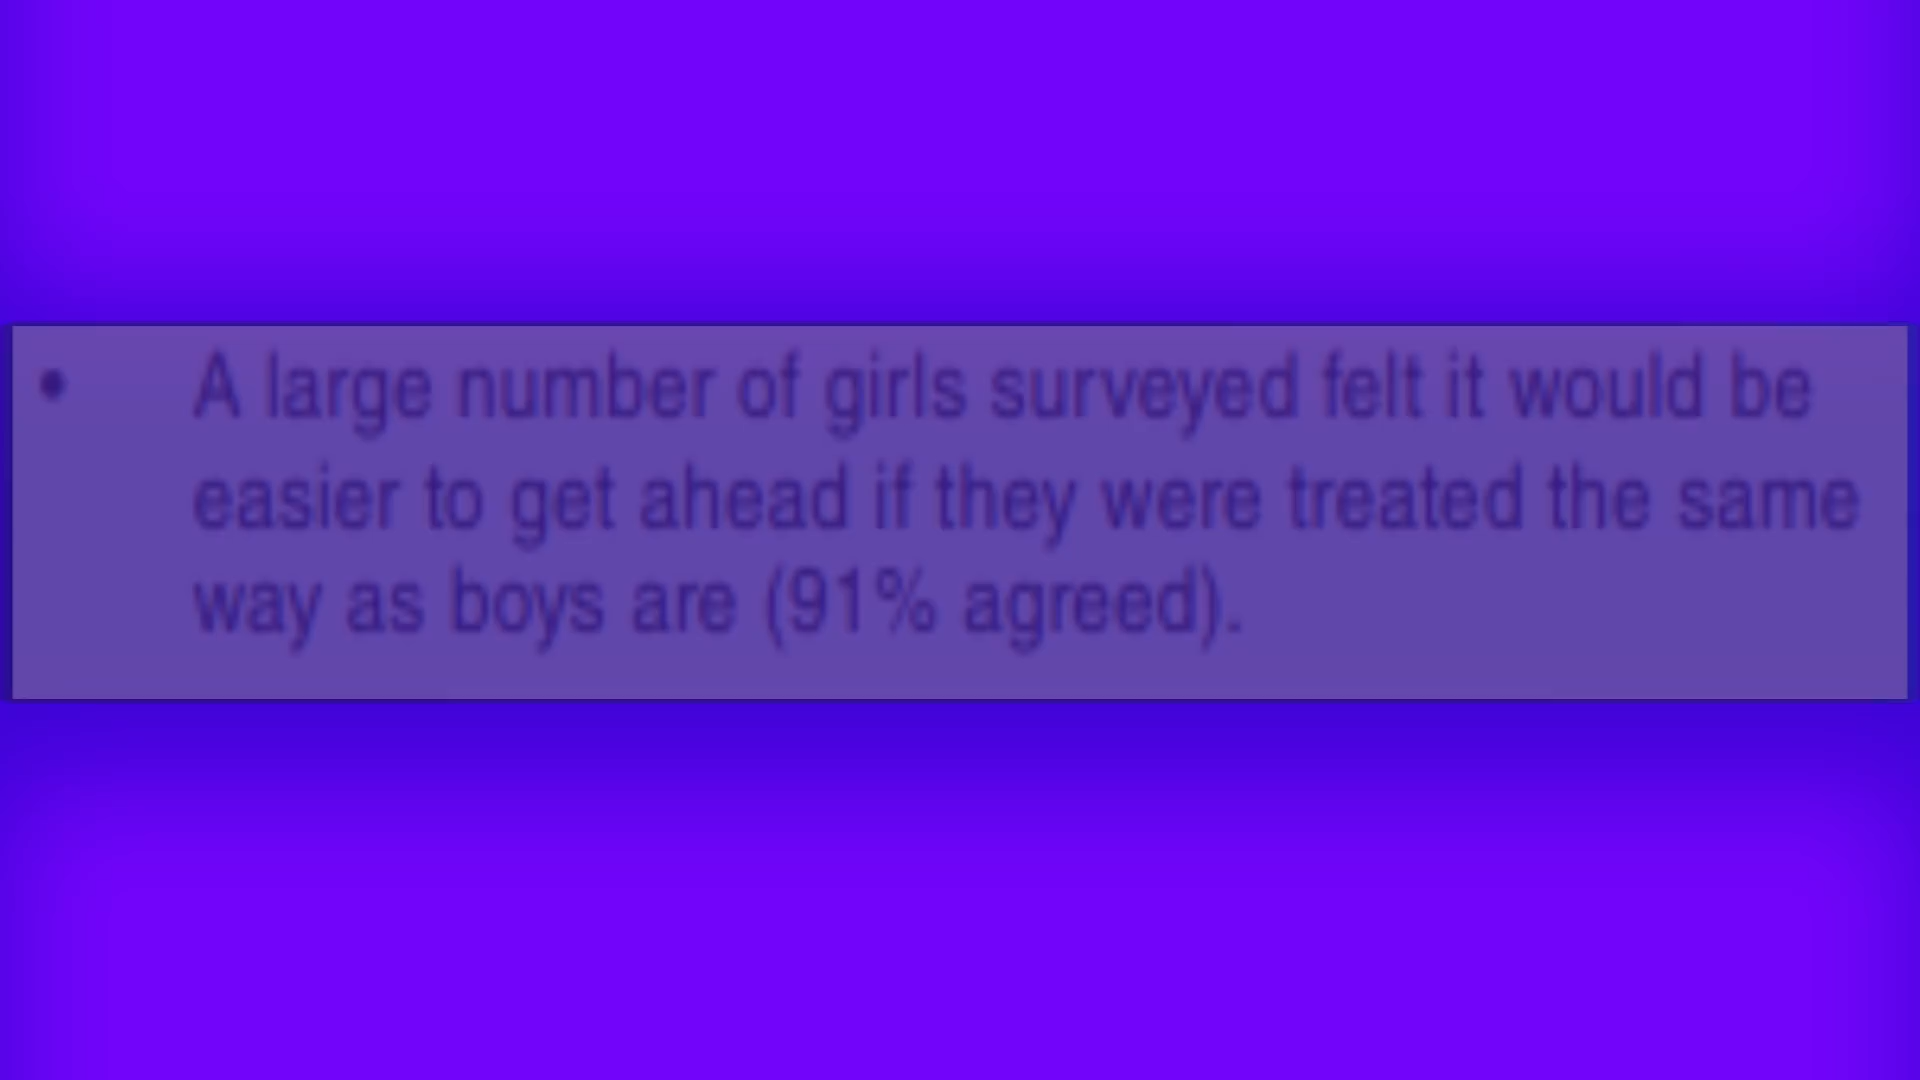 • A large number of girls surveyed felt it would be
easier to get ahead if they were treated the same
way as boys are (91% agreed).